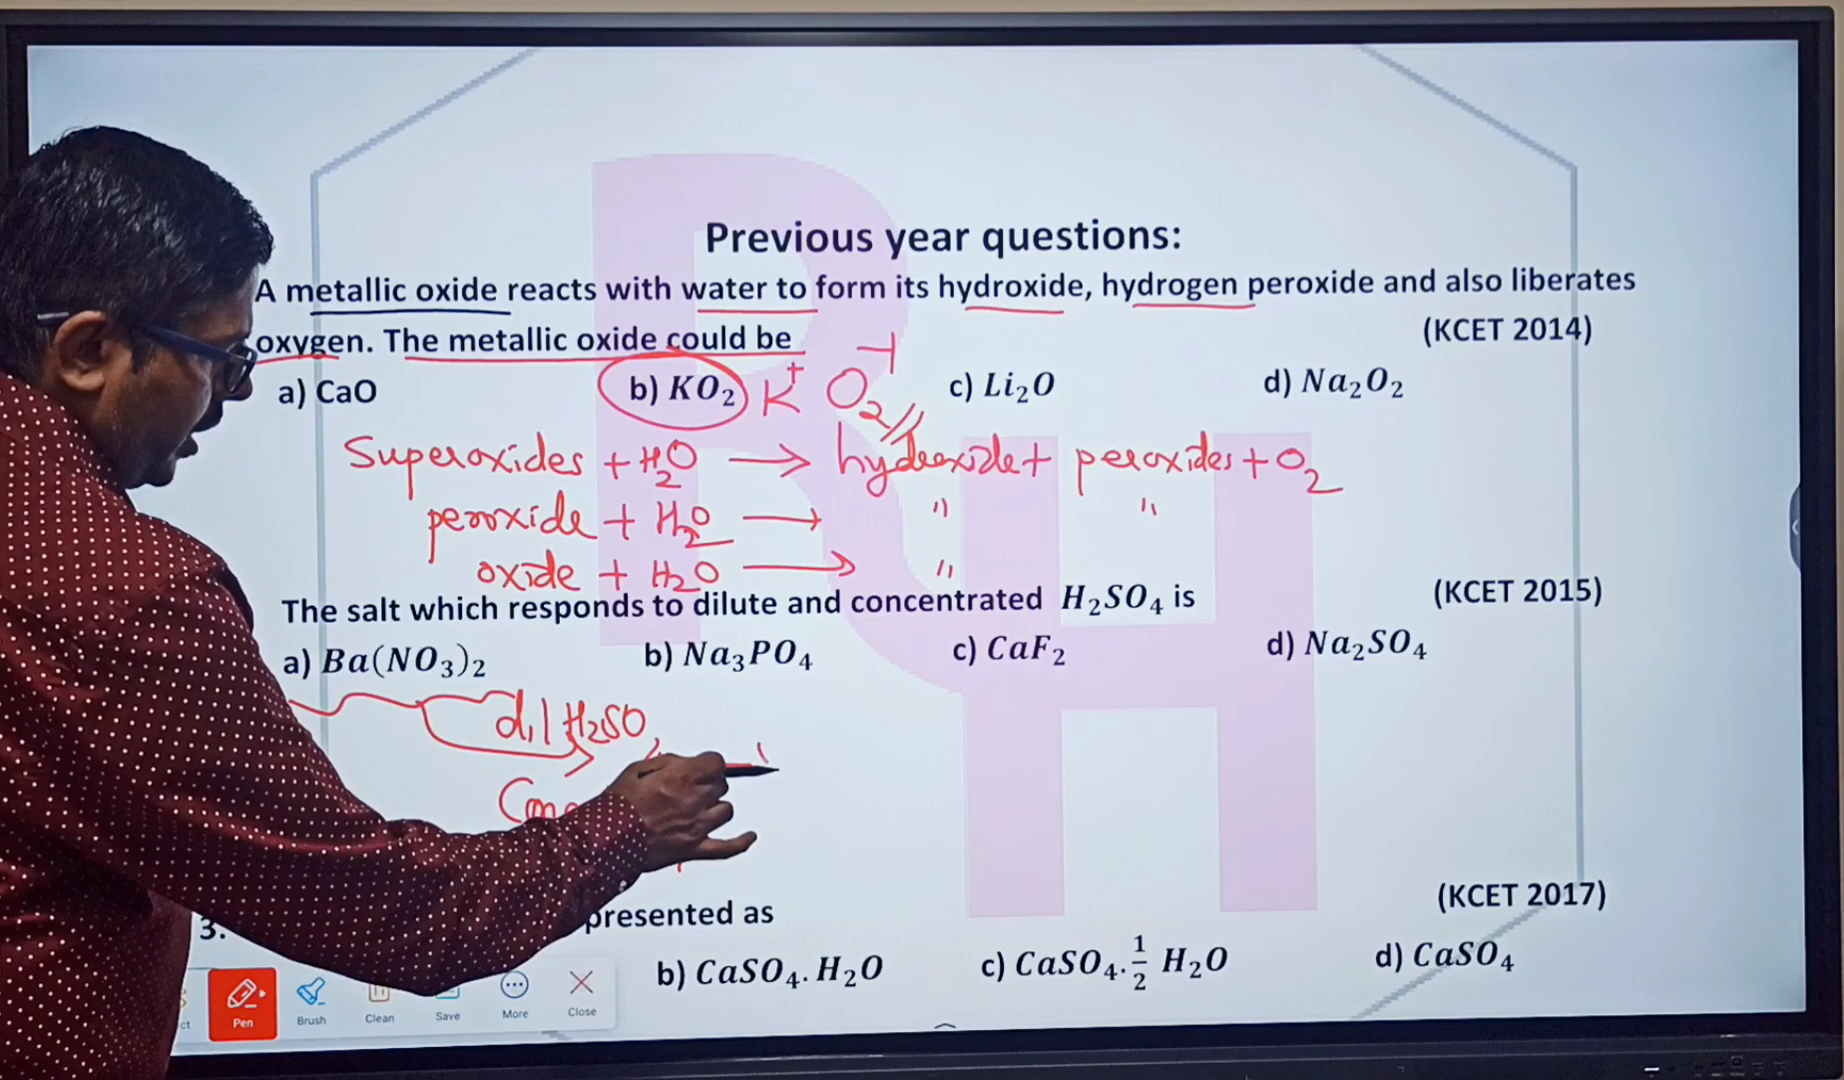 Previous year questions:
A metallic oxide reacts with water to form its hydroxide, hydrogen peroxide and also liberates
oxygen. The metallic oxide could be (KCET 2014)
a) CaO b) KO₂ K⁺ O₂⁻¹ c) Li₂O d) Na₂O₂
Superoxides + H₂O → hydroxide + peroxides + O₂
peroxide + H₂O → " "
oxide + H₂O → "
The salt which responds to dilute and concentrated H₂SO₄ is (KCET 2015)
a) Ba(NO₃)₂ b) Na₃PO₄ c) CaF₂ d) Na₂SO₄
dil H₂SO
3. presented as (KCET 2017)
b) CaSO₄. H₂O c) CaSO₄. ½ H₂O d) CaSO₄
Pen Brush Clean Save More Close